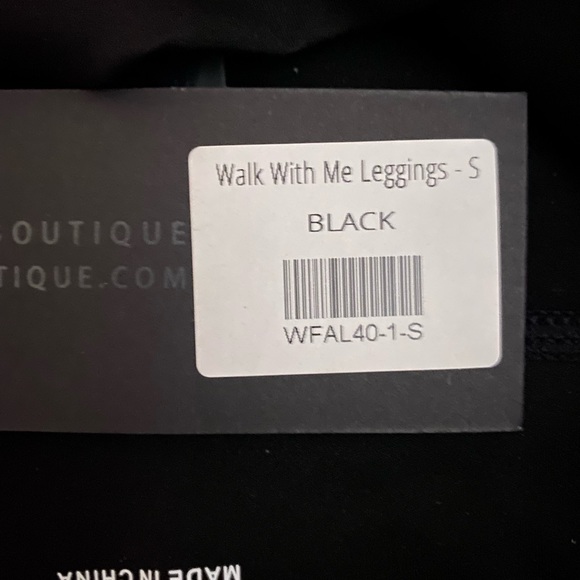 Walk With Me Leggings - S
BLACK
WFAL40-1-S
OUTIQUE
TIQUE.COM
MADE IN CHINA